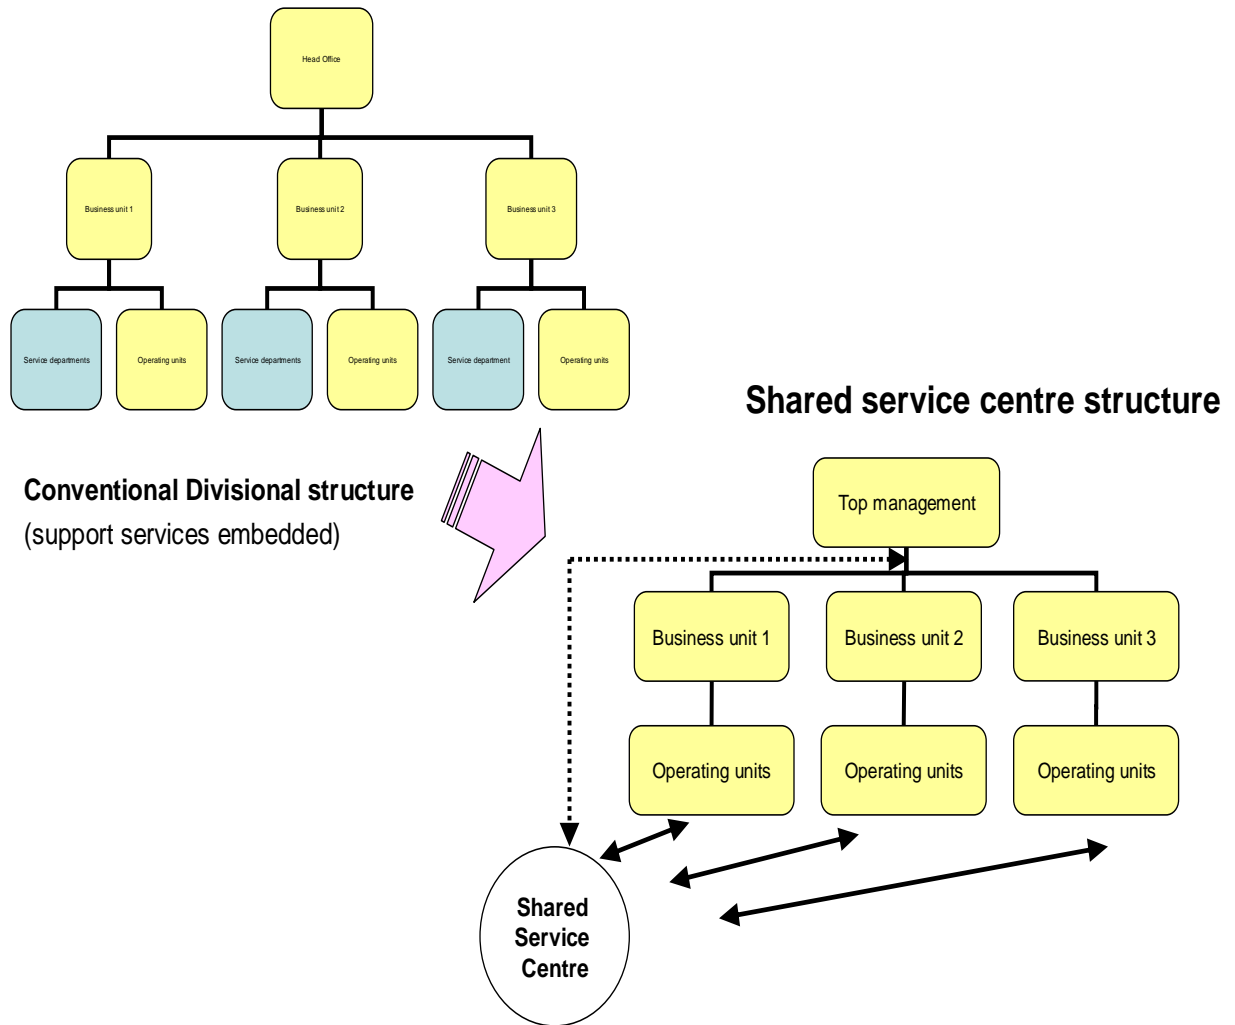 Head Office
Business unit 1
Business unit 2
Business unit 3
Service departments
Operating units
Service departments
Operating units
Service department
Operating units
Conventional Divisional structure
(support services embedded)
Shared service centre structure
Top management
Business unit 1
Business unit 2
Business unit 3
Operating units
Operating units
Operating units
Shared
Service
Centre